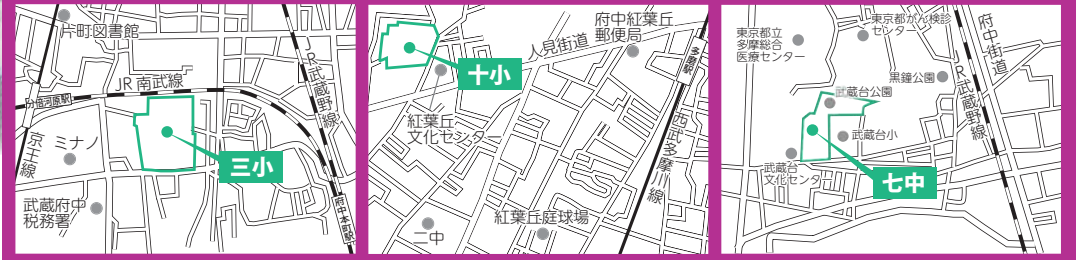 片町図書館
JR南武線
分倍河原駅
京王線
ミナノ
三小
武蔵府中
税務署
JR武蔵野線
府中本町駅
府中紅葉丘
郵便局
人見街道
多磨駅
十小
紅葉丘
文化センター
西武多摩川線
紅葉丘庭球場
二中
東京都立
多摩総合
医療センター
東京都がん検診
センター
府中街道
黒鐘公園
JR武蔵野線
武蔵台公園
武蔵台小
武蔵台
文化センタ
七中